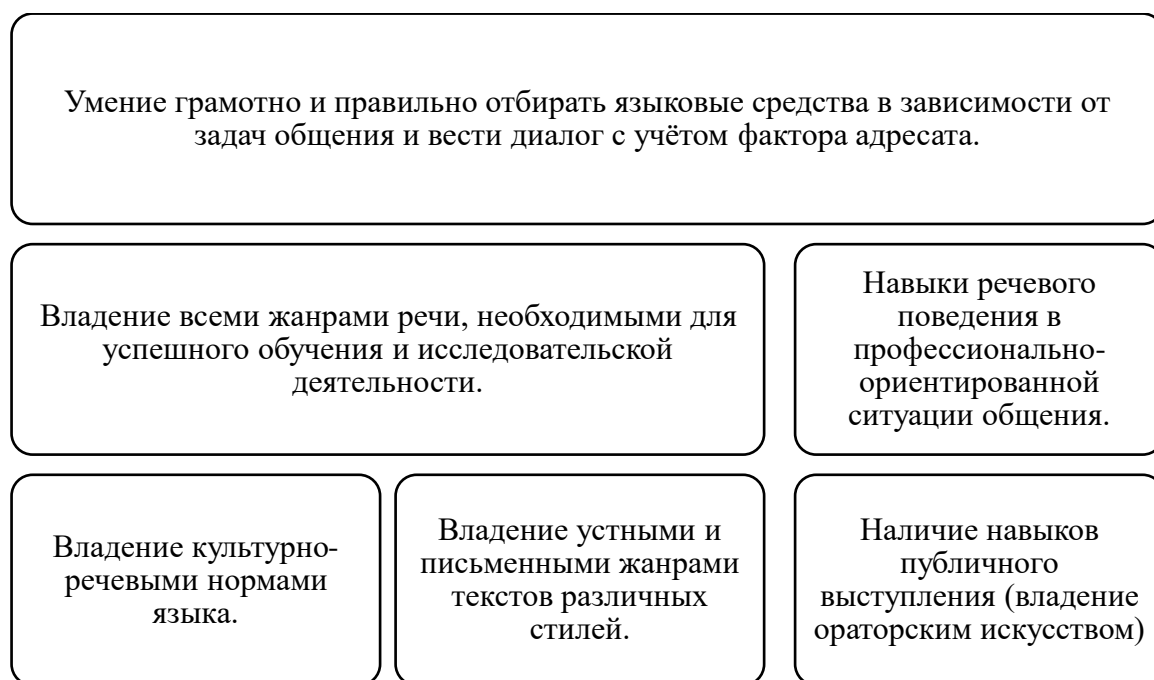 Умение грамотно и правильно отбирать языковые средства в зависимости от
задач общения и вести диалог с учётом фактора адресата.
Владение всеми жанрами речи, необходимыми для
успешного обучения и исследовательской
деятельности.
Навыки речевого
поведения в
профессионально-
ориентированной
ситуации общения.
Владение культурно-
речевыми нормами
языка.
Владение устными и
письменными жанрами
текстов различных
стилей.
Наличие навыков
публичного
выступления (владение
ораторским искусством)